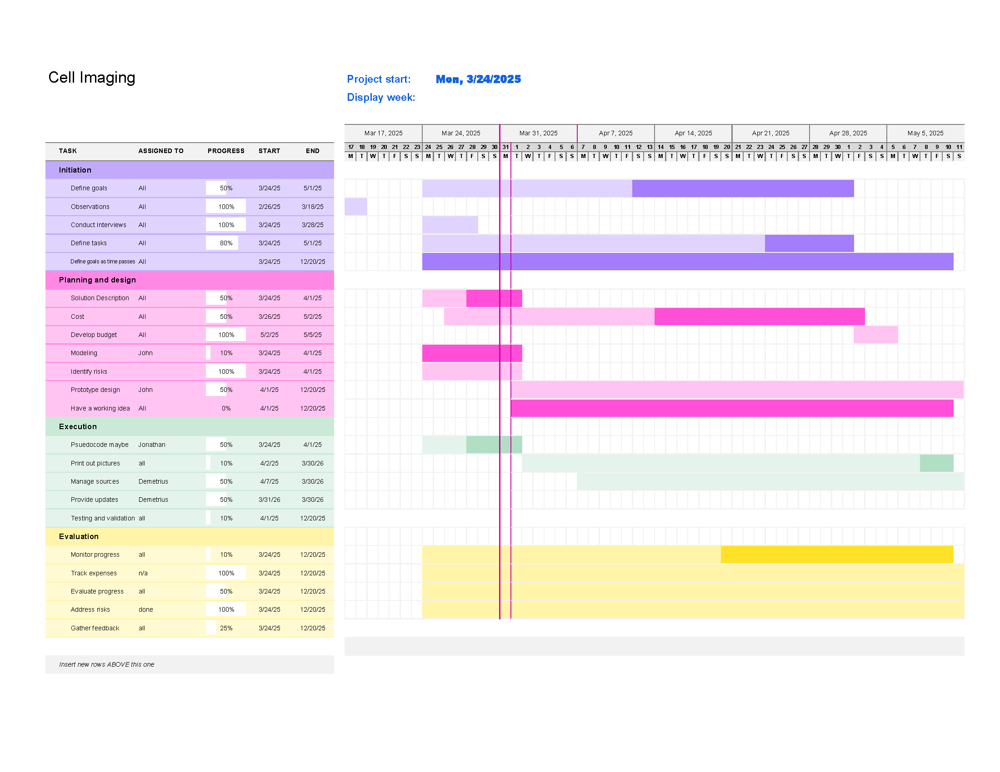 Cell Imaging
Project start: Mon, 3/24/2025
Display week:
Mar 17, 2025 Mar 24, 2025 Mar 31, 2025 Apr 7, 2025 Apr 14, 2025 Apr 21, 2025 Apr 28, 2025 May 5, 2025
17 18 19 20 21 22 23 24 25 26 27 28 29 30 31 1 2 3 4 5 6 7 8 9 10 11 12 13 14 15 16 17 18 19 20 21 22 23 24 25 26 27 28 29 30 1 2 3 4 5 6 7 8 9 10 11
TASK ASSIGNED TO PROGRESS START END
M T W T F S S M T W T F S S M T W T F S S M T W T F S S M T W T F S S M T W T F S S M T W T F S S M T W T F S S
Initiation
Define goals All 50% 3/24/25 5/1/25
Observations All 100% 2/26/25 3/18/25
Conduct Interviews All 100% 3/24/25 3/28/25
Define tasks All 80% 3/24/25 5/1/25
Define goals as time passes All 3/24/25 12/20/25
Planning and design
Solution Description All 50% 3/24/25 4/1/25
Cost All 50% 3/26/25 5/2/25
Develop budget All 100% 5/2/25 5/5/25
Modeling John 10% 3/24/25 4/1/25
Identify risks 100% 3/24/25 4/1/25
Prototype design John 50% 4/1/25 12/20/25
Have a working idea All 0% 4/1/25 12/20/25
Execution
Psuedocode maybe Jonathan 50% 3/24/25 4/1/25
Print out pictures all 10% 4/2/25 3/30/26
Manage sources Demetrius 50% 4/7/25 3/30/26
Provide updates Demetrius 50% 3/31/26 3/30/26
Testing and validation all 10% 4/1/25 12/20/25
Evaluation
Monitor progress all 10% 3/24/25 12/20/25
Track expenses n/a 100% 3/24/25 12/20/25
Evaluate progress all 50% 3/24/25 12/20/25
Address risks done 100% 3/24/25 12/20/25
Gather feedback all 25% 3/24/25 12/20/25
Insert new rows ABOVE this one